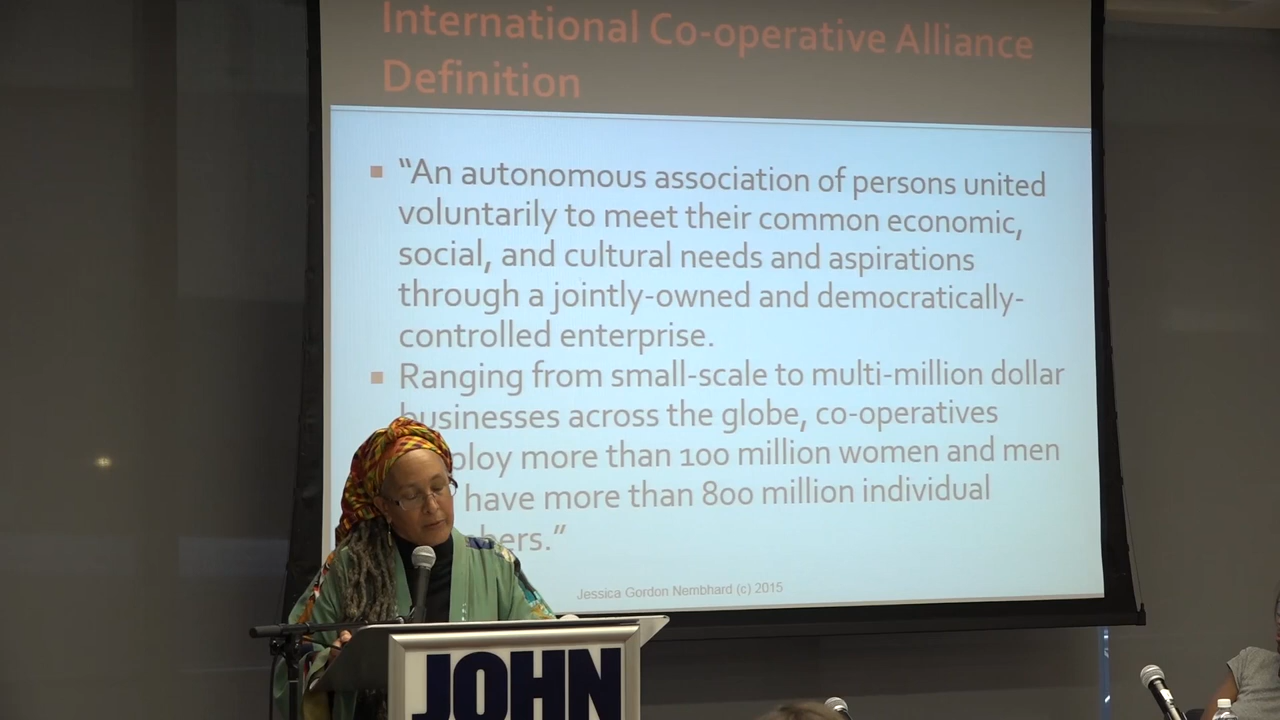 International Co-operative Alliance
Definition
“An autonomous association of persons united
voluntarily to meet their common economic,
social, and cultural needs and aspirations
through a jointly-owned and democratically-
controlled enterprise.
Ranging from small-scale to multi-million dollar
businesses across the globe, co-operatives
ploy more than 100 million women and men
have more than 800 million individual
bers.”
Jessica Gordon Nembhard (c) 2015
JOHN